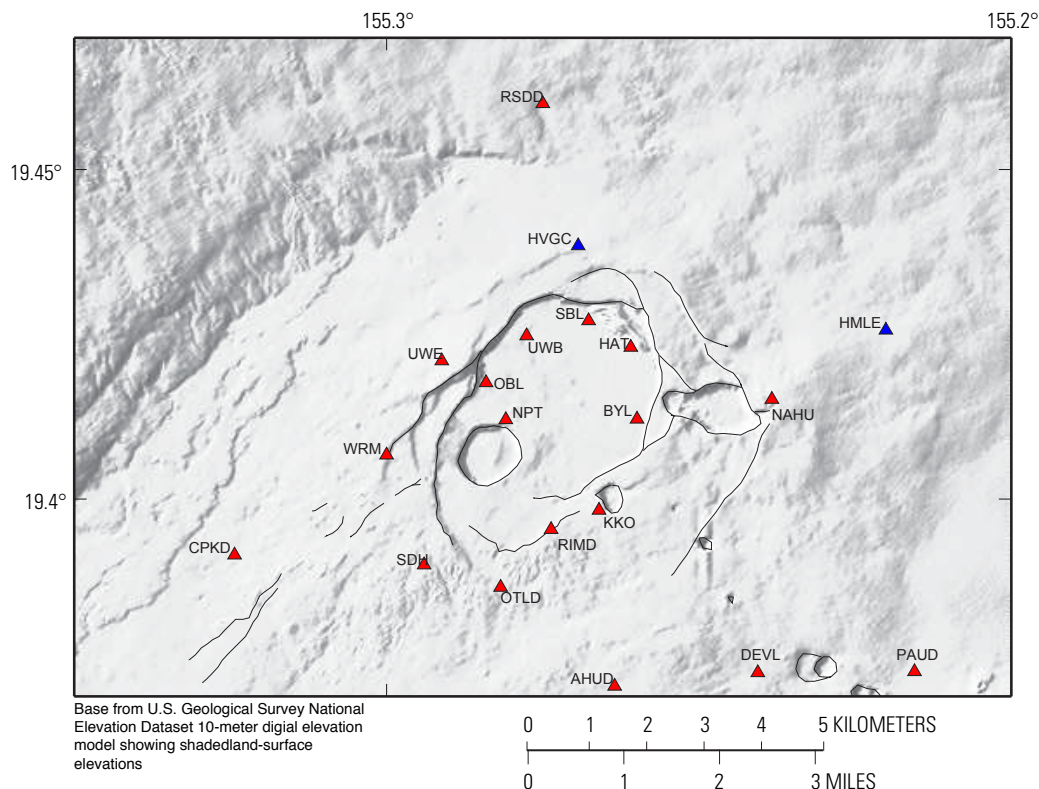 155.3°
155.2°
RSDD
19.45°
HVGC
SBL
HMLE
UWB
HAT
UWE
OBL
NPT
BYL
NAHU
WRM
19.4°
KKO
CPKD
RIMD
SDH
OTLD
DEVL
PAUD
AHUD
Base from U.S. Geological Survey National
Elevation Dataset 10-meter digial elevation
model showing shadedland-surface
elevations
0 1 2 3 4 5 KILOMETERS
0 1 2 3 MILES